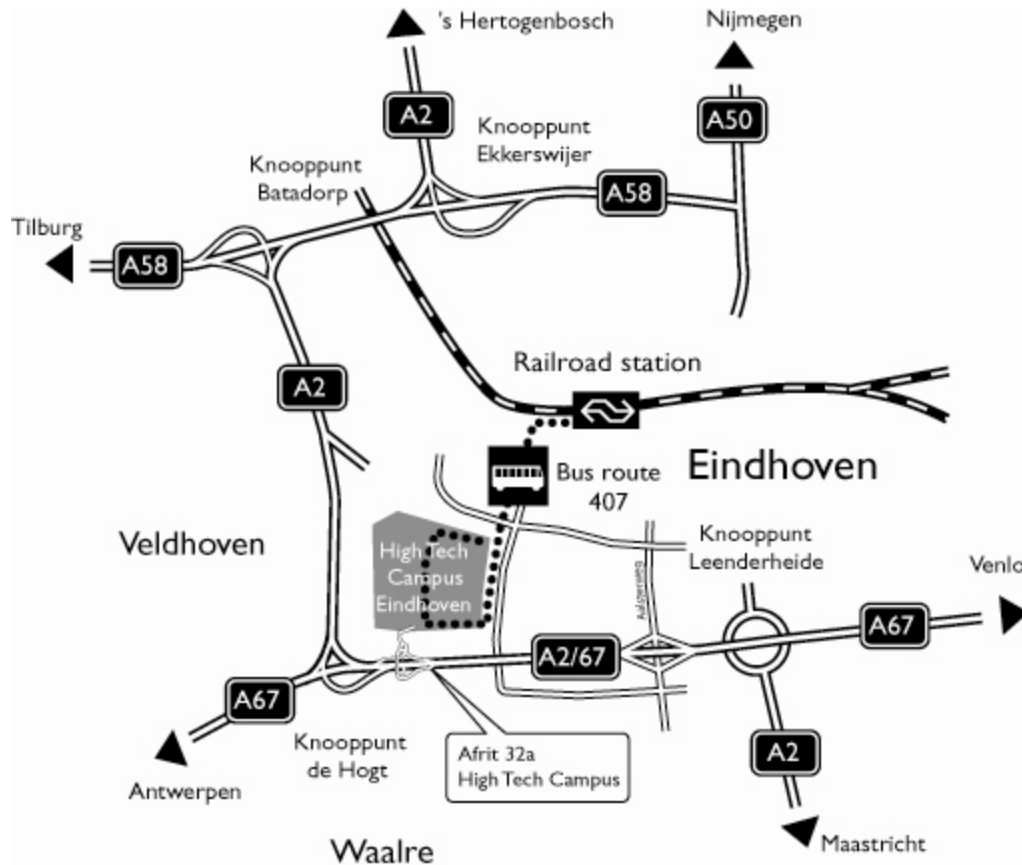 's Hertogenbosch
Nijmegen
A2
A50
Knooppunt
Ekkerswijer
Knooppunt
Batadorp
A58
Tilburg
A58
Railroad station
A2
Eindhoven
Bus route
407
Knooppunt
Leenderheide
Veldhoven
High Tech
Campus
Eindhoven
Venlo
A67
A2/67
A67
Knooppunt
de Hogt
Afrit 32a
High Tech Campus
A2
Antwerpen
Maastricht
Waalre